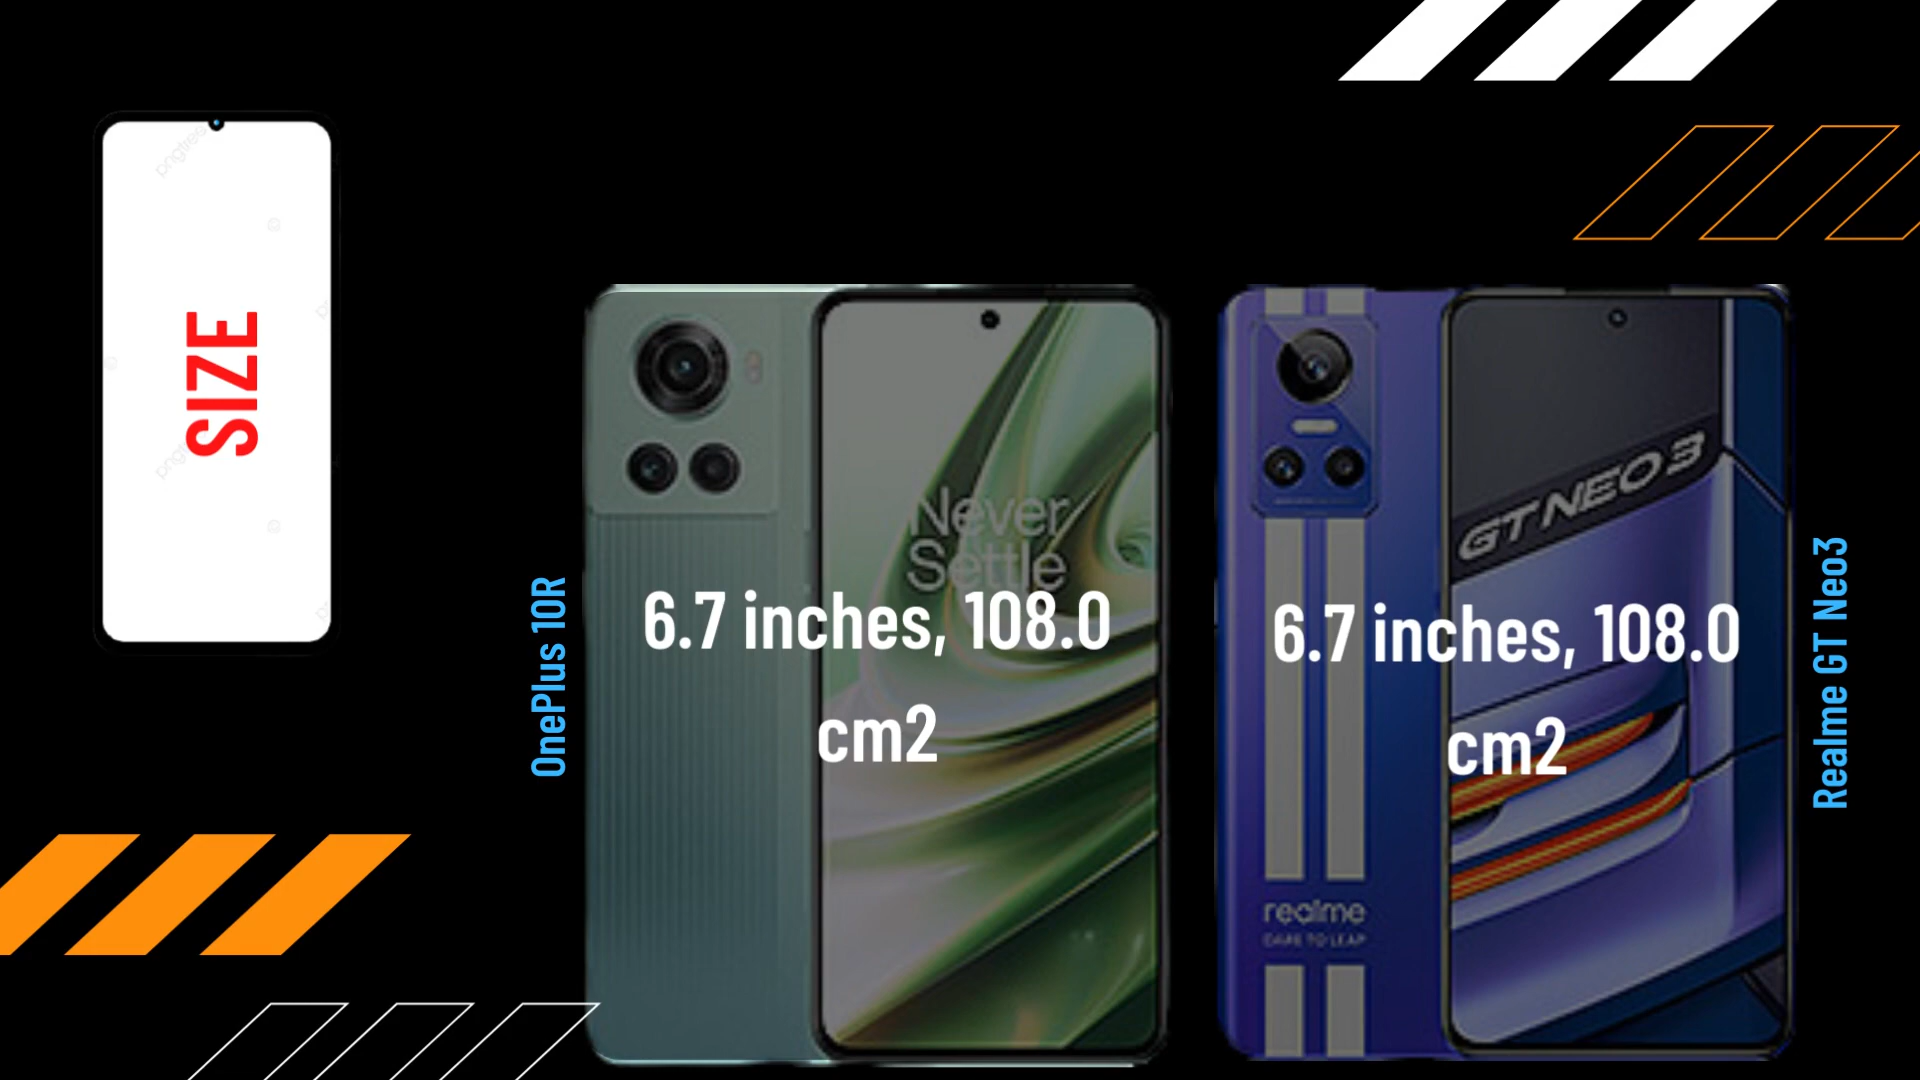 pngtree
SIZE
OnePlus 10R
Never
Settle
6.7 inches, 108.0
cm2
GT NEO 3
6.7 inches, 108.0
cm2
realme
DARE TO LEAP
Realme GT Neo3